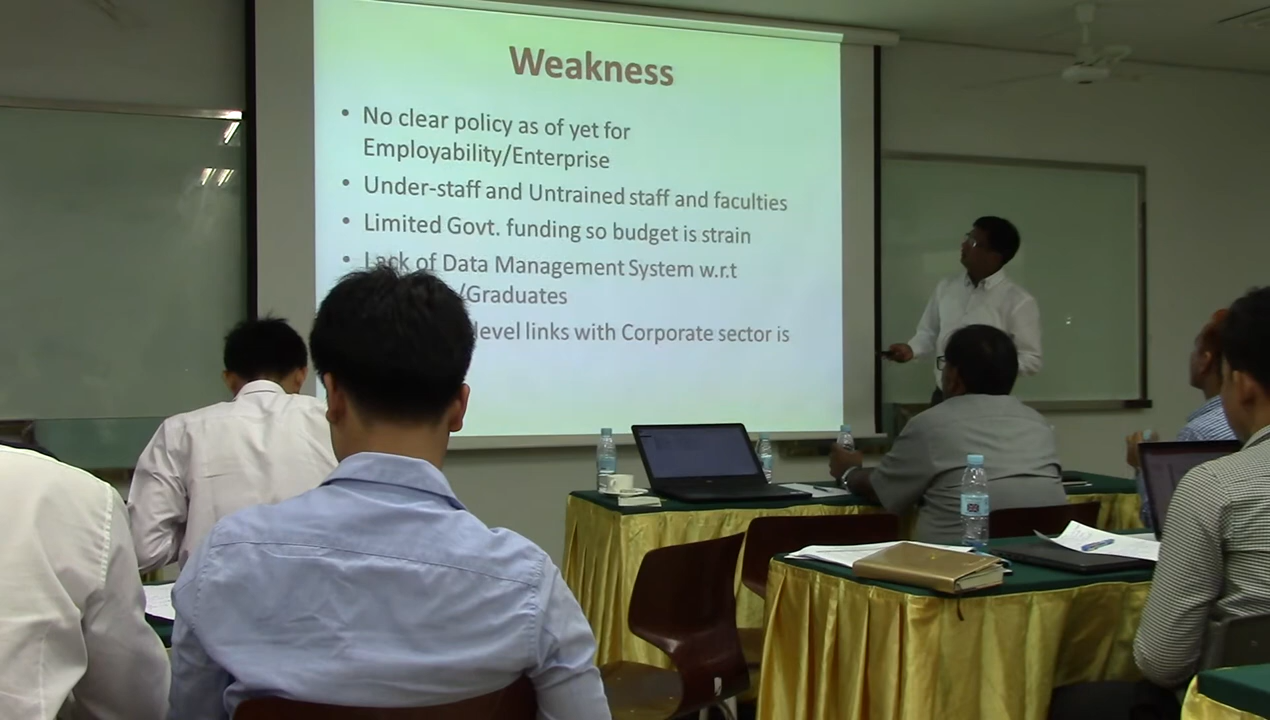 Weakness
• No clear policy as of yet for
Employability/Enterprise
• Under-staff and Untrained staff and faculties
• Limited Govt. funding so budget is strain
• Lack of Data Management System w.r.t
/Graduates
level links with Corporate sector is